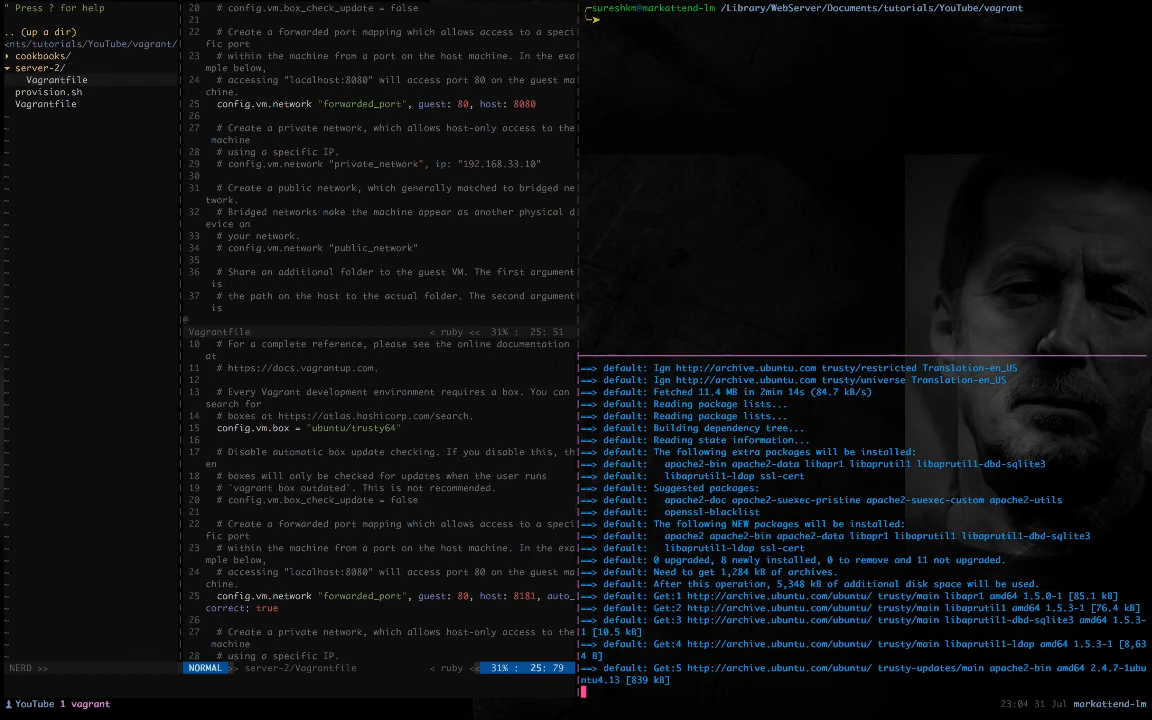 " Press ? for help
.. (up a dir)
<nts/tutorials/YouTube/vagrant/
▸ cookbooks/
▾ server-2/
Vagrantfile
provision.sh
Vagrantfile
~
NERD >>
20 # config.vm.box_check_update = false
21
22 # Create a forwarded port mapping which allows access to a speci
fic port
23 # within the machine from a port on the host machine. In the exa
mple below,
24 # accessing "localhost:8080" will access port 80 on the guest ma
chine.
25 config.vm.network "forwarded_port", guest: 80, host: 8080
26
27 # Create a private network, which allows host-only access to the
machine
28 # using a specific IP.
29 # config.vm.network "private_network", ip: "192.168.33.10"
30
31 # Create a public network, which generally matched to bridged ne
twork.
32 # Bridged networks make the machine appear as another physical d
evice on
33 # your network.
34 # config.vm.network "public_network"
35
36 # Share an additional folder to the guest VM. The first argument
is
37 # the path on the host to the actual folder. The second argument
is
@
Vagrantfile < ruby << 31% : 25: 51
10 # For a complete reference, please see the online documentation
at
11 # https://docs.vagrantup.com.
12
13 # Every Vagrant development environment requires a box. You can
search for
14 # boxes at https://atlas.hashicorp.com/search.
15 config.vm.box = "ubuntu/trusty64"
16
17 # Disable automatic box update checking. If you disable this, th
en
18 # boxes will only be checked for updates when the user runs
19 # `vagrant box outdated`. This is not recommended.
20 # config.vm.box_check_update = false
21
22 # Create a forwarded port mapping which allows access to a speci
fic port
23 # within the machine from a port on the host machine. In the exa
mple below,
24 # accessing "localhost:8080" will access port 80 on the guest ma
chine.
25 config.vm.network "forwarded_port", guest: 80, host: 8181, auto_
correct: true
26
27 # Create a private network, which allows host-only access to the
machine
28 # using a specific IP.
NORMAL >> server-2/Vagrantfile < ruby << 31% : 25: 79
sureshkm@markattend-lm /Library/WebServer/Documents/tutorials/YouTube/vagrant
==> default: Ign http://archive.ubuntu.com trusty/restricted Translation-en_US
==> default: Ign http://archive.ubuntu.com trusty/universe Translation-en_US
==> default: Fetched 11.4 MB in 2min 14s (84.7 kB/s)
==> default: Reading package lists...
==> default: Reading package lists...
==> default: Building dependency tree...
==> default: Reading state information...
==> default: The following extra packages will be installed:
==> default:   apache2-bin apache2-data libapr1 libaprutil1 libaprutil1-dbd-sqlite3
==> default:   libaprutil1-ldap ssl-cert
==> default: Suggested packages:
==> default:   apache2-doc apache2-suexec-pristine apache2-suexec-custom apache2-utils
==> default:   openssl-blacklist
==> default: The following NEW packages will be installed:
==> default:   apache2 apache2-bin apache2-data libapr1 libaprutil1 libaprutil1-dbd-sqlite3
==> default:   libaprutil1-ldap ssl-cert
==> default: 0 upgraded, 8 newly installed, 0 to remove and 11 not upgraded.
==> default: Need to get 1,284 kB of archives.
==> default: After this operation, 5,348 kB of additional disk space will be used.
==> default: Get:1 http://archive.ubuntu.com/ubuntu/ trusty/main libapr1 amd64 1.5.0-1 [85.1 kB]
==> default: Get:2 http://archive.ubuntu.com/ubuntu/ trusty/main libaprutil1 amd64 1.5.3-1 [76.4 kB]
==> default: Get:3 http://archive.ubuntu.com/ubuntu/ trusty/main libaprutil1-dbd-sqlite3 amd64 1.5.3-
1 [10.5 kB]
==> default: Get:4 http://archive.ubuntu.com/ubuntu/ trusty/main libaprutil1-ldap amd64 1.5.3-1 [8,63
4 B]
==> default: Get:5 http://archive.ubuntu.com/ubuntu/ trusty-updates/main apache2-bin amd64 2.4.7-1ubu
ntu4.13 [839 kB]
YouTube 1 vagrant
23:04 31 Jul markattend-lm